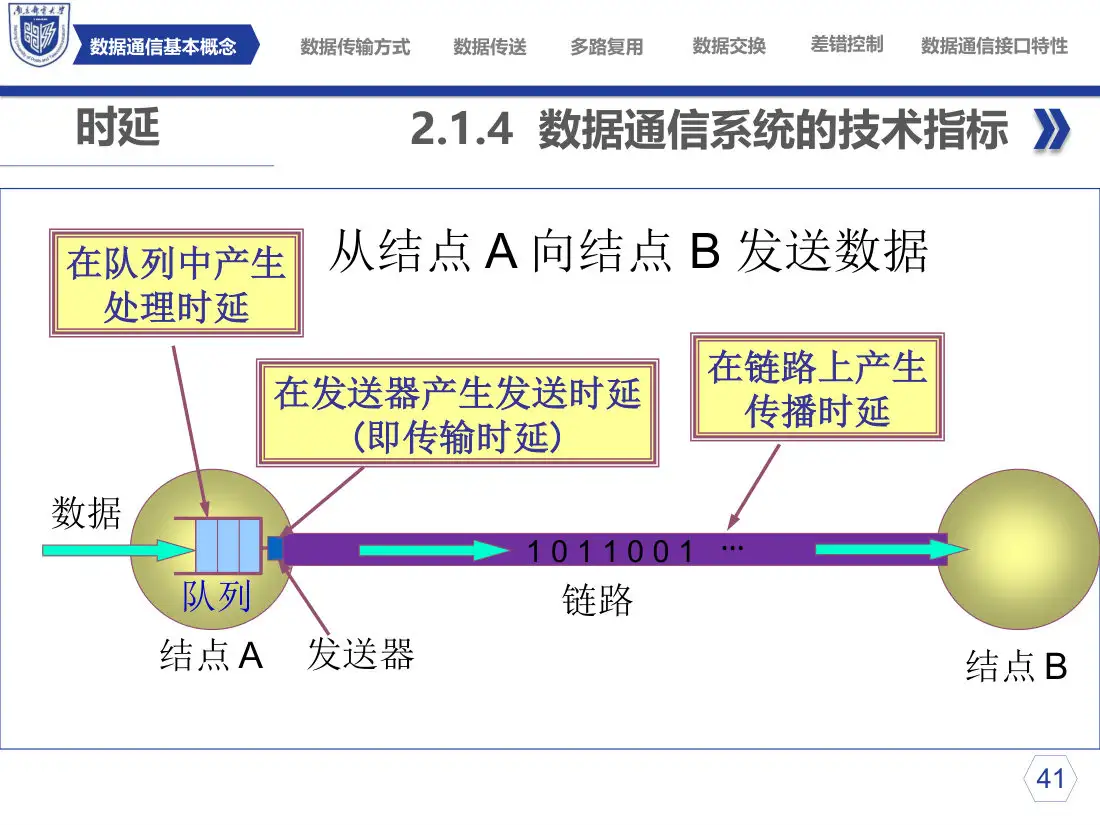 南京邮电大学
数据通信基本概念
数据传输方式
数据传送
多路复用
数据交换
差错控制
数据通信接口特性
时延
2.1.4 数据通信系统的技术指标
从结点 A 向结点 B 发送数据
在队列中产生
处理时延
在发送器产生发送时延
(即传输时延)
在链路上产生
传播时延
数据
1 0 1 1 0 0 1 …
队列
链路
结点 A
发送器
结点 B
41